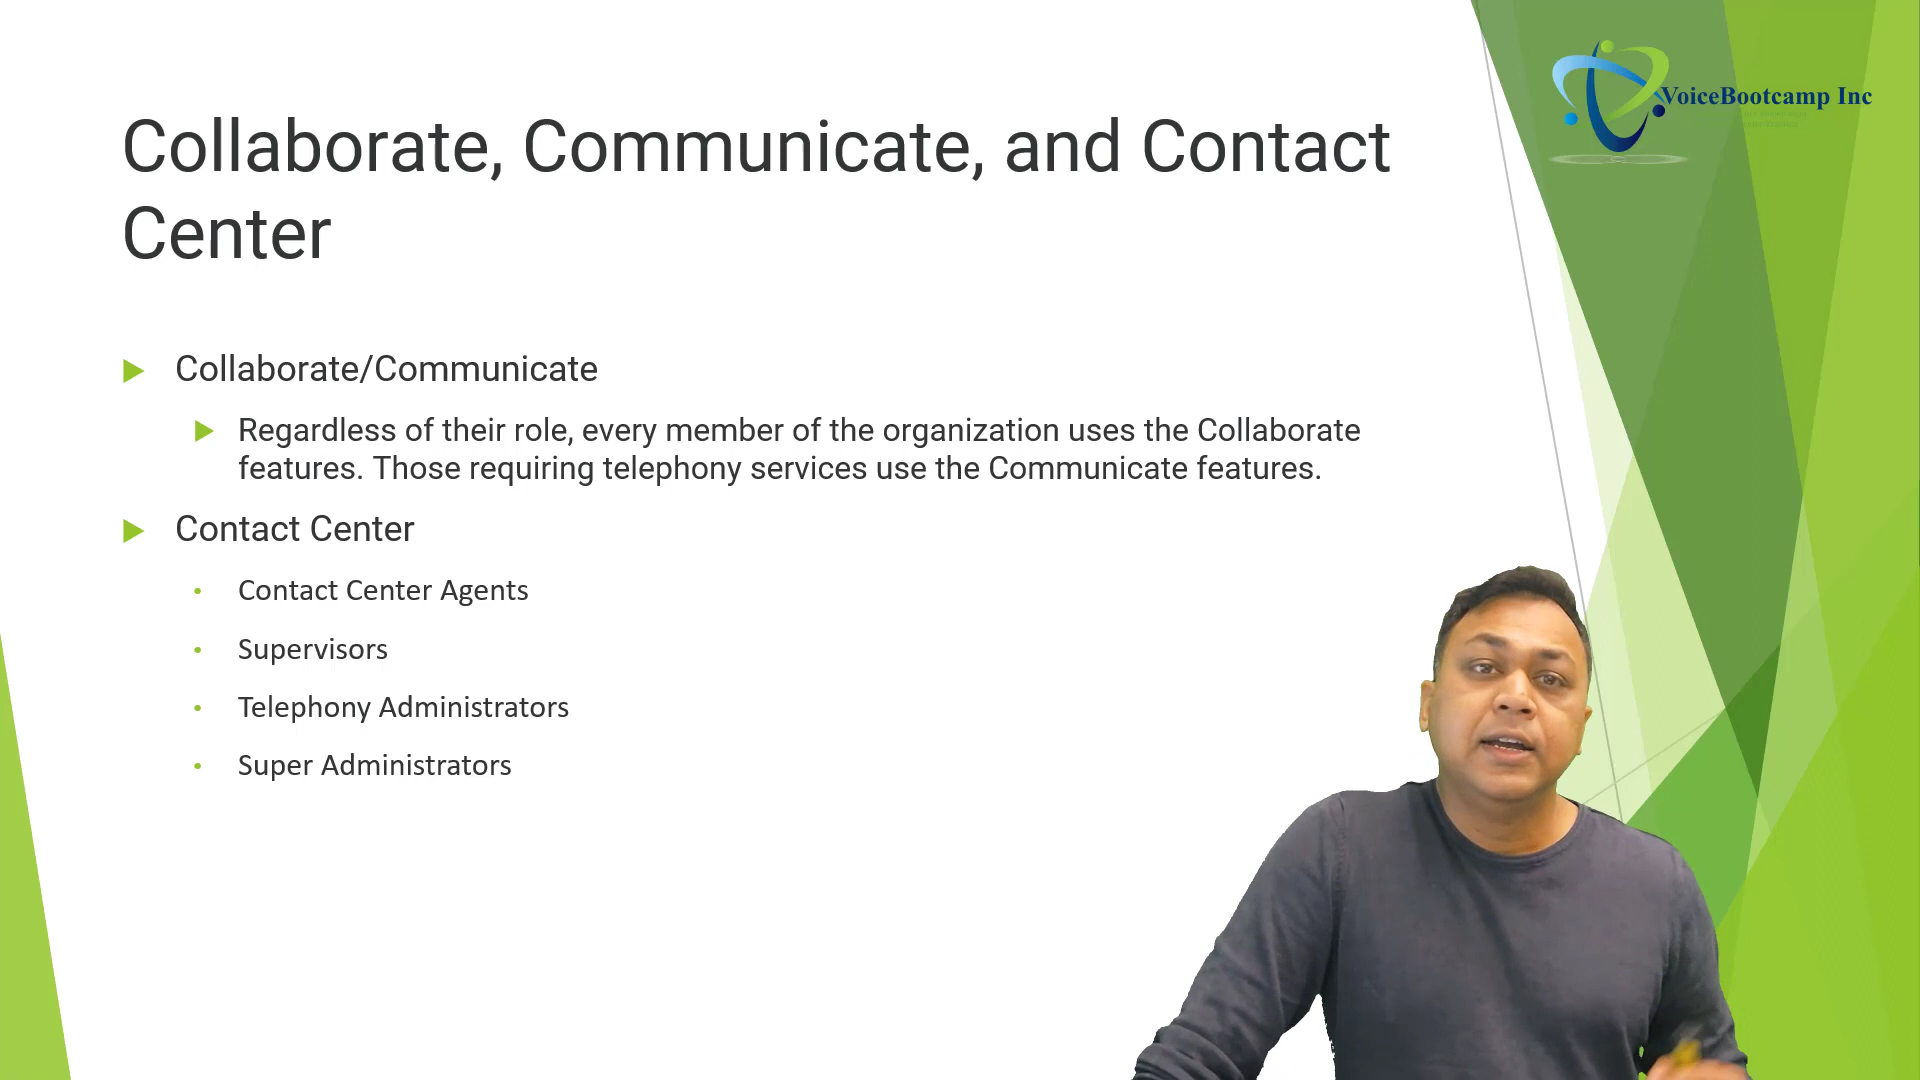 VoiceBootcamp Inc
Collaborate, Communicate, and Contact
Center
Collaborate/Communicate
Regardless of their role, every member of the organization uses the Collaborate
features. Those requiring telephony services use the Communicate features.
Contact Center
Contact Center Agents
Supervisors
Telephony Administrators
Super Administrators